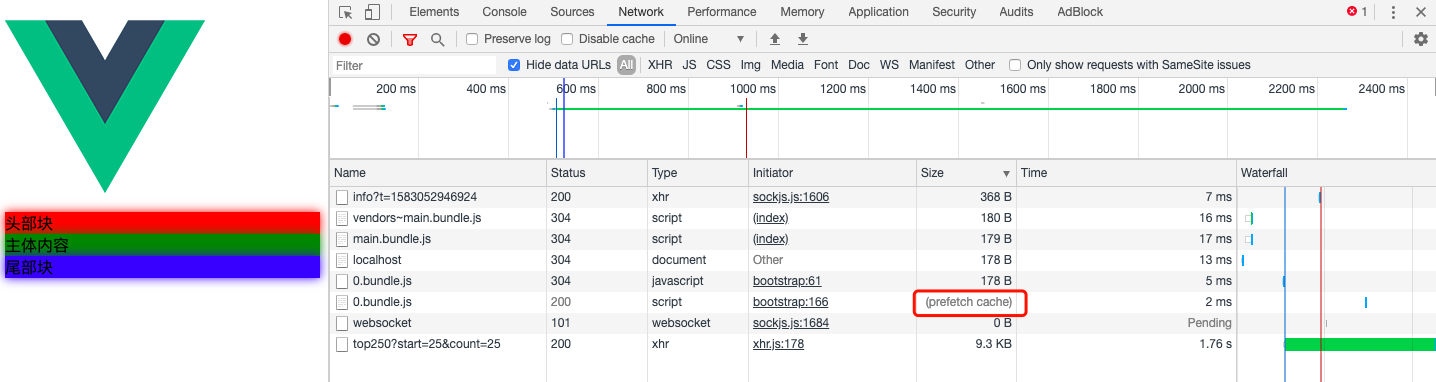 Elements Console Sources Network Performance Memory Application Security Audits AdBlock 1
Preserve log Disable cache Online
Filter Hide data URLs All XHR JS CSS Img Media Font Doc WS Manifest Other Only show requests with SameSite issues
200 ms 400 ms 600 ms 800 ms 1000 ms 1200 ms 1400 ms 1600 ms 1800 ms 2000 ms 2200 ms 2400 ms
Name Status Type Initiator Size Time Waterfall
info?t=1583052946924 200 xhr sockjs.js:1606 368 B 7 ms
vendors~main.bundle.js 304 script (index) 180 B 16 ms
main.bundle.js 304 script (index) 179 B 17 ms
localhost 304 document Other 178 B 13 ms
0.bundle.js 304 javascript bootstrap:61 178 B 5 ms
0.bundle.js 200 script bootstrap:166 (prefetch cache) 2 ms
websocket 101 websocket sockjs.js:1684 0 B Pending
top250?start=25&count=25 200 xhr xhr.js:178 9.3 KB 1.76 s
头部块
主体内容
尾部块